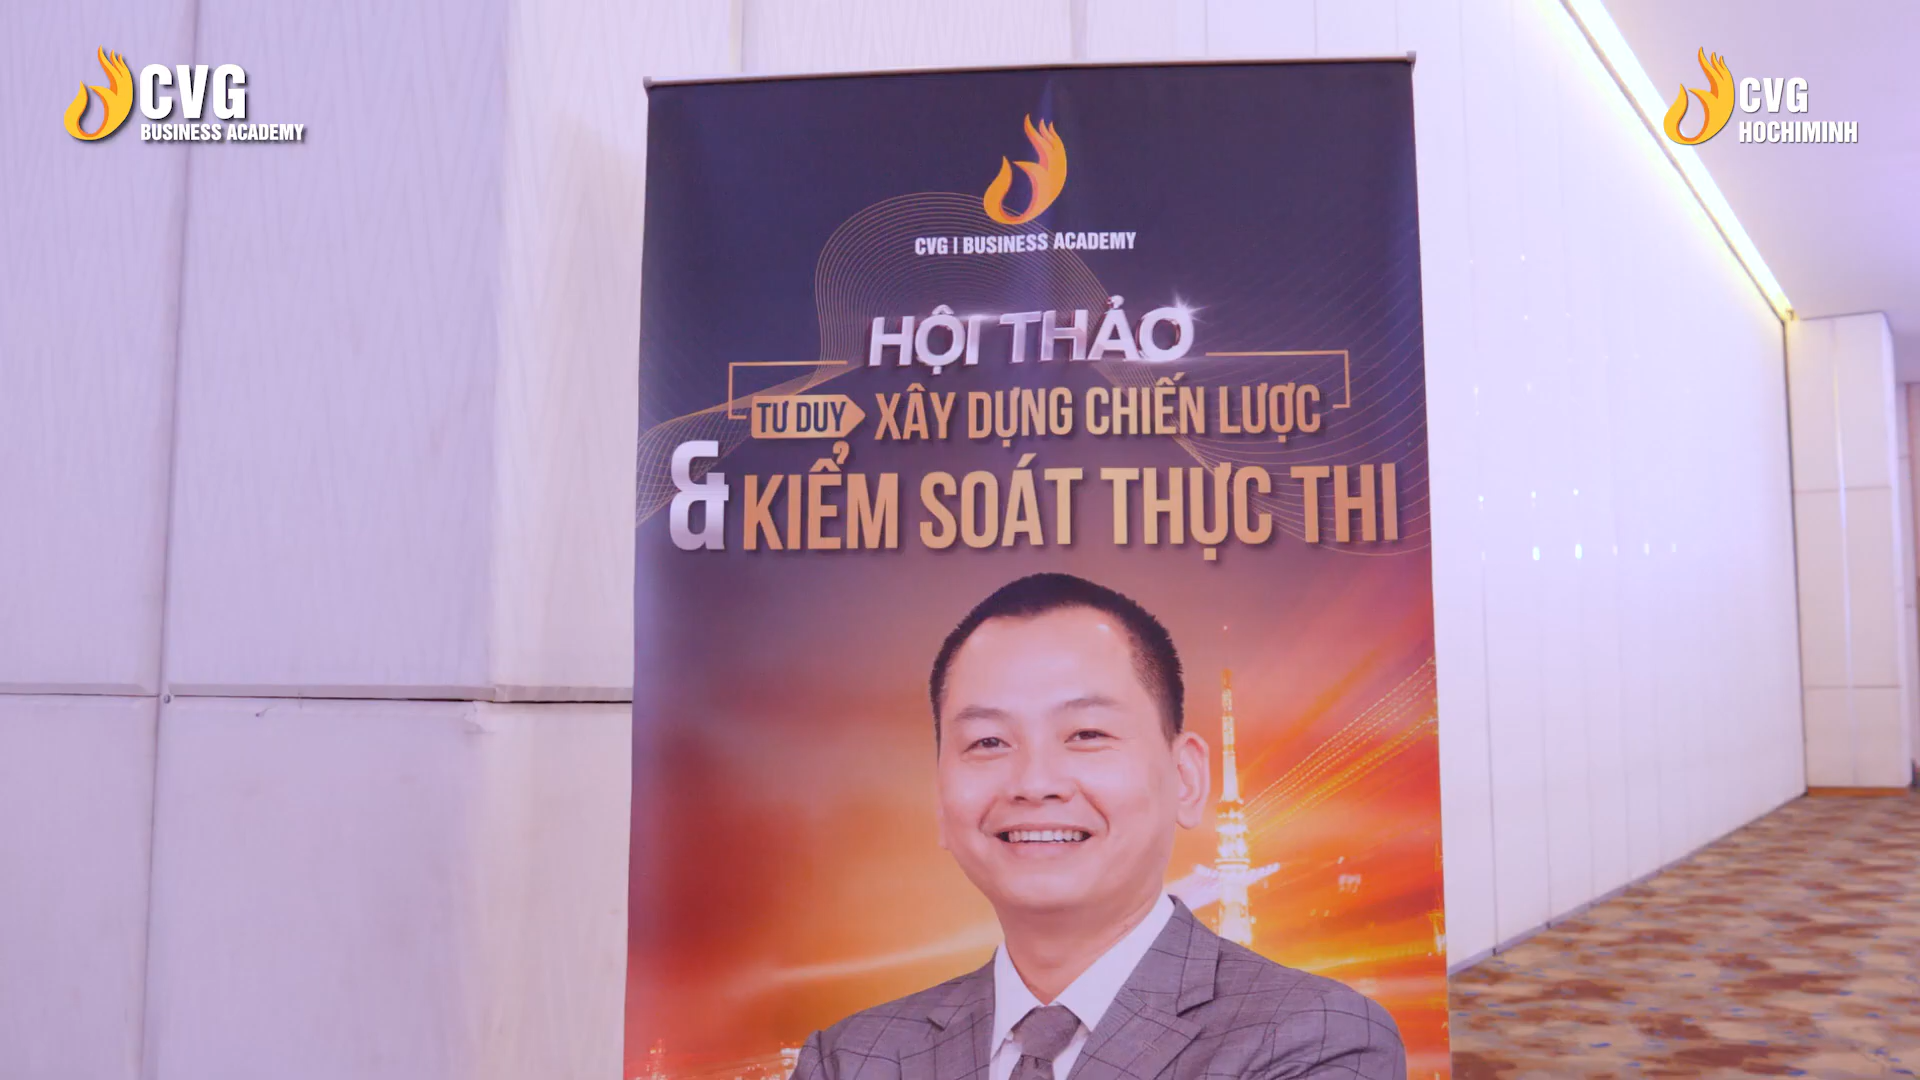 CVG
BUSINESS ACADEMY
CVG
HOCHIMINH
CVG | BUSINESS ACADEMY
HỘI THẢO
TƯ DUY XÂY DỰNG CHIẾN LƯỢC
& KIỂM SOÁT THỰC THI